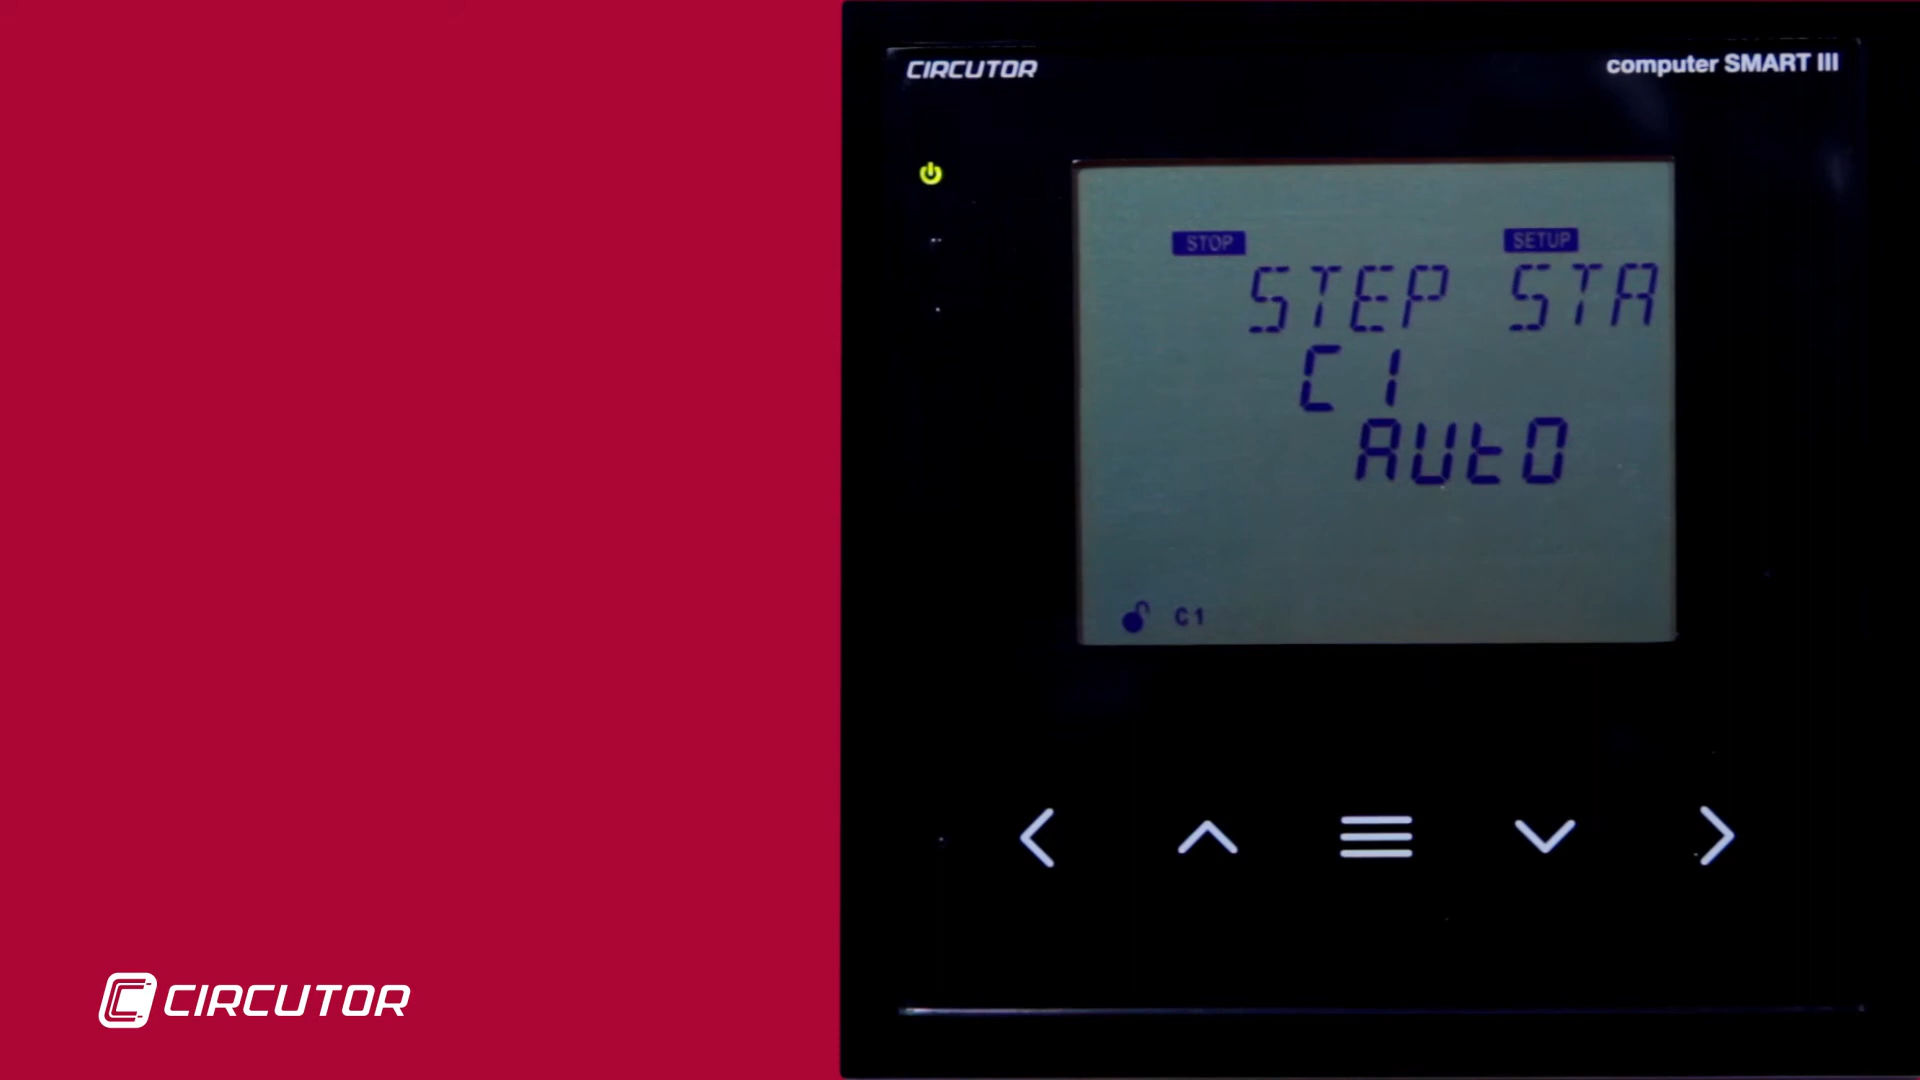 CIRCUTOR
computer SMART III
STOP
SETUP
STEP STA
C1
AUtO
C1
CIRCUTOR